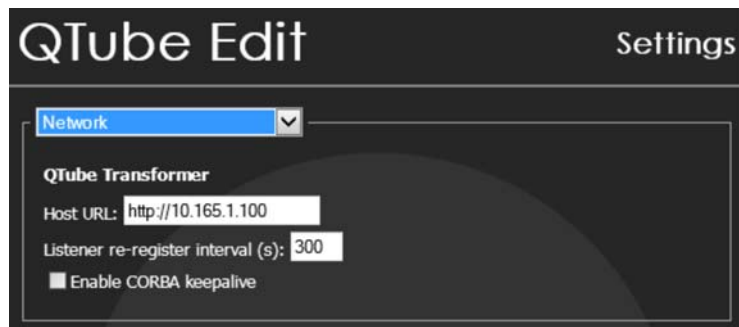 QTube Edit
Settings
Network
QTube Transformer
Host URL: http://10.165.1.100
Listener re-register interval (s): 300
Enable CORBA keepalive